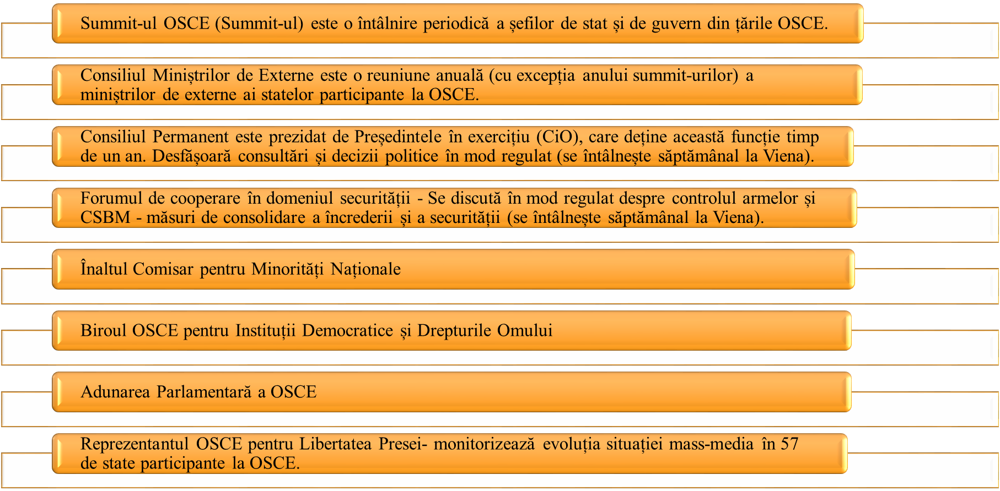 Summit-ul OSCE (Summit-ul) este o întâlnire periodică a șefilor de stat și de guvern din țările OSCE.
Consiliul Miniștrilor de Externe este o reuniune anuală (cu excepția anului summit-urilor) a
miniștrilor de externe ai statelor participante la OSCE.
Consiliul Permanent este prezidat de Președintele în exercițiu (CiO), care deține această funcție timp
de un an. Desfășoară consultări și decizii politice în mod regulat (se întâlnește săptămânal la Viena).
Forumul de cooperare în domeniul securității - Se discută în mod regulat despre controlul armelor și
CSBM - măsuri de consolidare a încrederii și a securității (se întâlnește săptămânal la Viena).
Înaltul Comisar pentru Minorități Naționale
Biroul OSCE pentru Instituții Democratice și Drepturile Omului
Adunarea Parlamentară a OSCE
Reprezentantul OSCE pentru Libertatea Presei- monitorizează evoluția situației mass-media în 57
de state participante la OSCE.